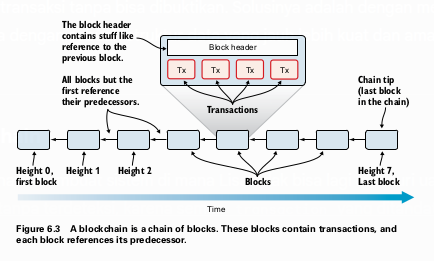 The block header
contains stuff like
reference to the
previous block.
Block header
Tx Tx Tx Tx
All blocks but the
first reference
their predecessors.
Transactions
Chain tip
(last block
in the chain)
Height 0,
first block
Height 1
Height 2
Blocks
Height 7,
Last block
Time
Figure 6.3 A blockchain is a chain of blocks. These blocks contain transactions, and
each block references its predecessor.